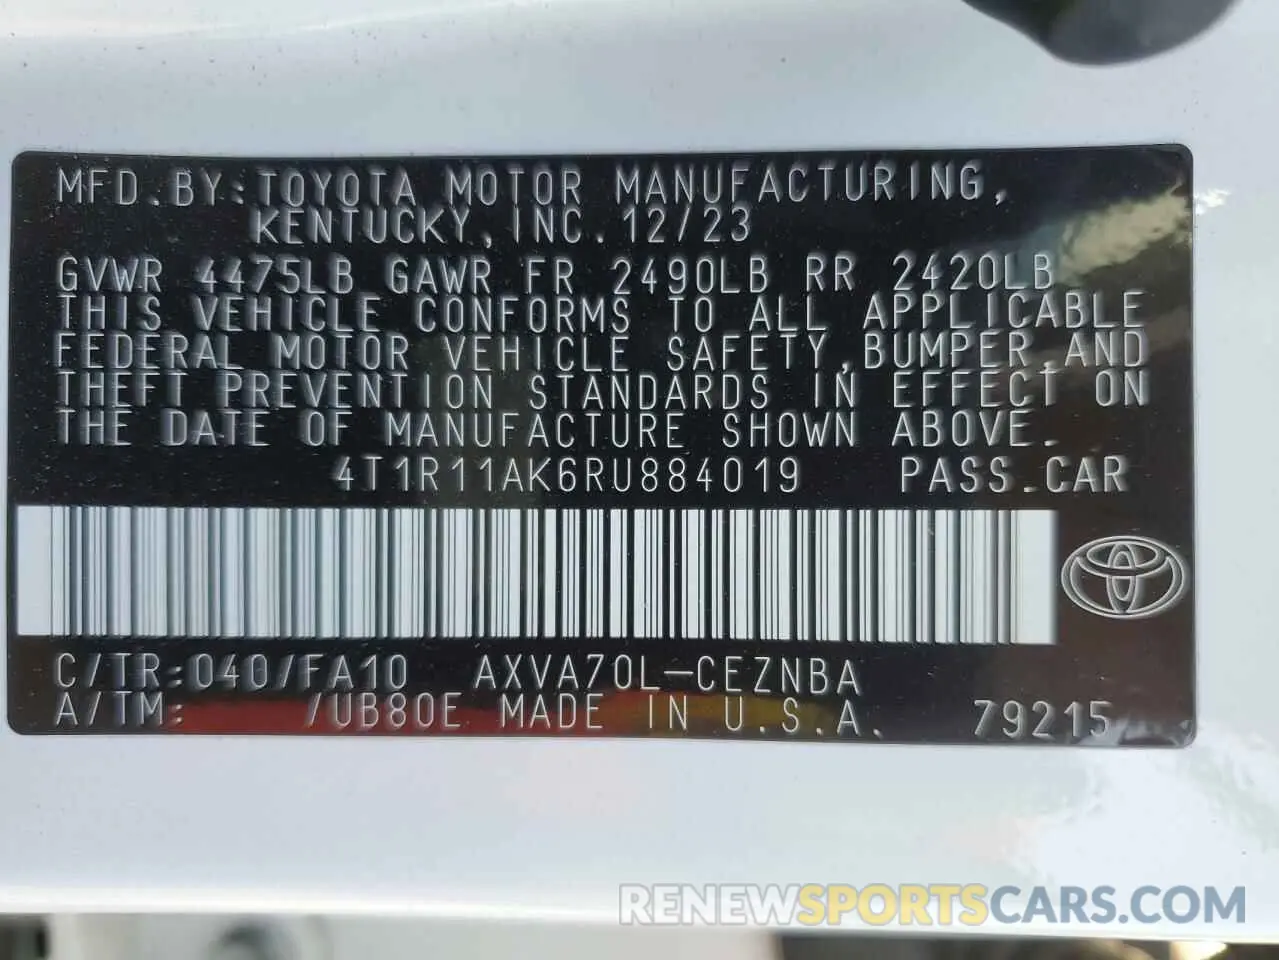 MFD.BY:TOYOTA MOTOR MANUFACTURING,
KENTUCKY,INC.12/23
GVWR 4475LB GAWR FR 2490LB RR 2420LB
THIS VEHICLE CONFORMS TO ALL APPLICABLE
FEDERAL MOTOR VEHICLE SAFETY,BUMPER,AND
THEFT PREVENTION STANDARDS IN EFFECT ON
THE DATE OF MANUFACTURE SHOWN ABOVE.
4T1R11AK6RU884019 PASS.CAR
C/TR:040/FA10 AXVA70L-CEZNBA
A/TM: /UB80E MADE IN U.S.A. 79215
RENEWSPORTSCARS.COM